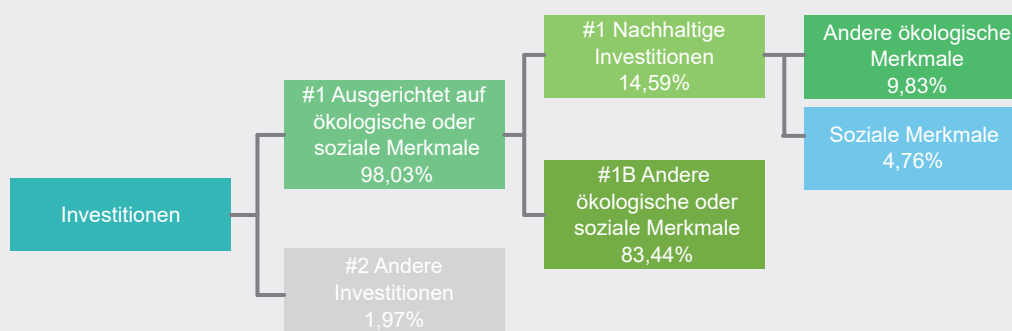 Investitionen
#1 Ausgerichtet auf
ökologische oder
soziale Merkmale
98,03%
#2 Andere
Investitionen
1,97%
#1 Nachhaltige
Investitionen
14,59%
#1B Andere
ökologische oder
soziale Merkmale
83,44%
Andere ökologische
Merkmale
9,83%
Soziale Merkmale
4,76%